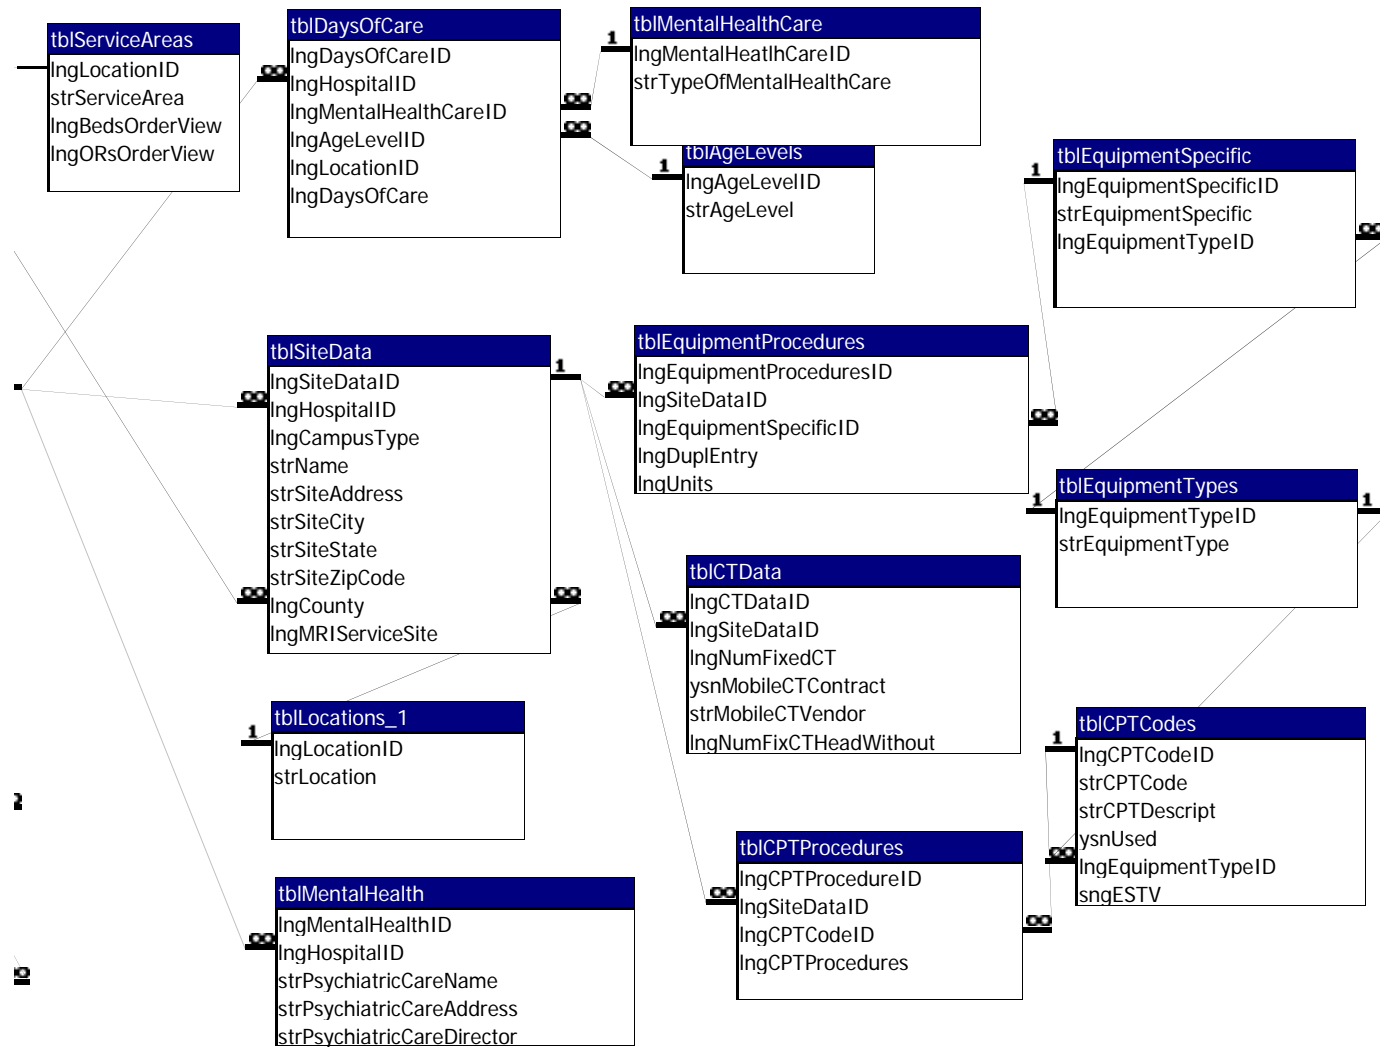 tblServiceAreas
lngLocationID
strServiceArea
lngBedsOrderView
lngORsOrderView
tblDaysOfCare
lngDaysOfCareID
lngHospitalID
lngMentalHealthCareID
lngAgeLevelID
lngLocationID
lngDaysOfCare
tblMentalHealthCare
lngMentalHeatlhCareID
strTypeOfMentalHealthCare
tblAgeLevels
lngAgeLevelID
strAgeLevel
tblEquipmentSpecific
lngEquipmentSpecificID
strEquipmentSpecific
lngEquipmentTypeID
tblSiteData
lngSiteDataID
lngHospitalID
lngCampusType
strName
strSiteAddress
strSiteCity
strSiteState
strSiteZipCode
lngCounty
lngMRIServiceSite
tblEquipmentProcedures
lngEquipmentProceduresID
lngSiteDataID
lngEquipmentSpecificID
lngDuplEntry
lngUnits
tblEquipmentTypes
lngEquipmentTypeID
strEquipmentType
tblCTData
lngCTDataID
lngSiteDataID
lngNumFixedCT
ysnMobileCTContract
strMobileCTVendor
lngNumFixCTHeadWithout
tblLocations_1
lngLocationID
strLocation
tblCPTCodes
lngCPTCodeID
strCPTCode
strCPTDescript
ysnUsed
lngEquipmentTypeID
sngESTV
tblCPTProcedures
lngCPTProcedureID
lngSiteDataID
lngCPTCodeID
lngCPTProcedures
tblMentalHealth
lngMentalHealthID
lngHospitalID
strPsychiatricCareName
strPsychiatricCareAddress
strPsychiatricCareDirector
1
1
1
1
1
1
1
1
∞
∞
∞
∞
∞
∞
∞
∞
∞
∞
∞
∞
∞
∞